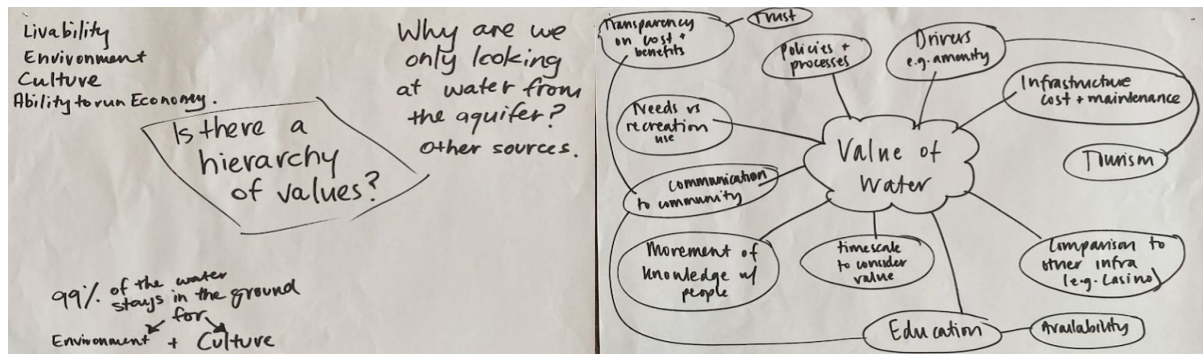 Livability
Environment
Culture
Ability to run Economy.
Is there a
hierarchy
of values?
Why are we
only looking
at water from
the aquifer?
Other sources.
99% of the water
stays in the ground
for
Environment + Culture
Transparency
on cost +
benefits
Trust
Policies +
processes
Drivers
e.g. amenity
Infrastructure
cost + maintenance
Tourism
Needs vs
recreation
use
Value of
Water
Communication
to community
Movement of
knowledge w/
people
timescale
to consider
value
Comparison to
other infra
(e.g. Casino)
Education
Availability